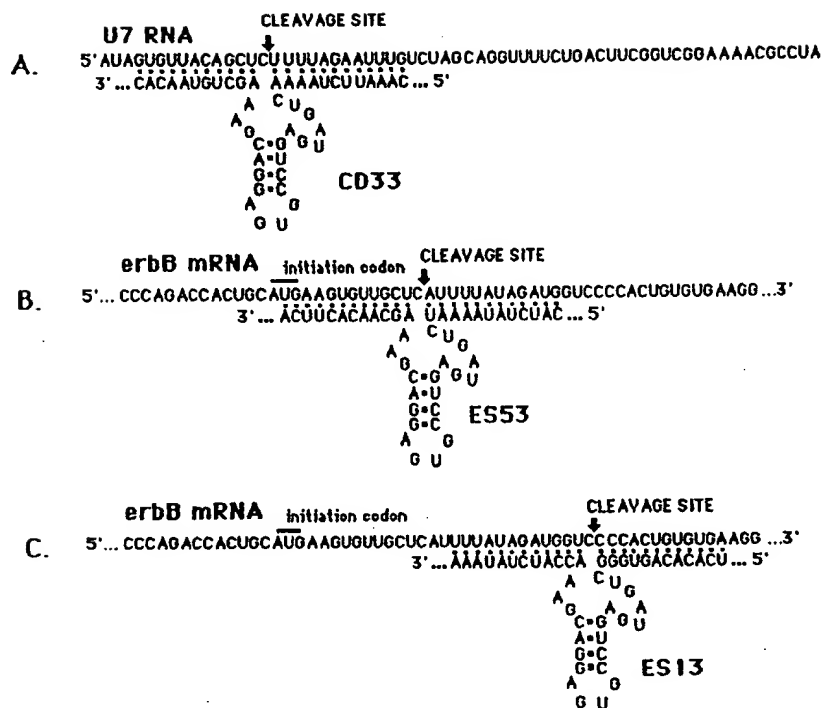 CLEAVAGE SITE
U7 RNA
A. 5' AUAGUGUUACAGCUCU UUUAGAAUUUGUCUAGCAGGUUUUCUGACUUCGGUCGGAAAACGCCUA
3'... CACAAUGUCGA AAAAUCUUAAAC ... 5'
A C U G
A G A A
C▪G G U
A▪U
G▪C
G▪C
A G
G U
CD33
CLEAVAGE SITE
erbB mRNA initiation codon
B. 5'... CCCAGACCACUGCAUGAAGUGUUGCUCAUUUUAUAGAUGGUCCCCACUGUGUGAAGG ...3'
3'... ACUUCACAACGA UAAAAUAUCUAC ... 5'
A C U G
A G A A
C▪G G U
A▪U
G▪C
G▪C
A G
G U
ES53
CLEAVAGE SITE
erbB mRNA initiation codon
C. 5'... CCCAGACCACUGCAUGAAGUGUUGCUCAUUUUAUAGAUGGUCCCCACUGUGUGAAGG ...3'
3'... AAAUAUCUACCA GGGUGACACACU ... 5'
A C U G
A G A A
C▪G G U
A▪U
G▪C
G▪C
A G
G U
ES13